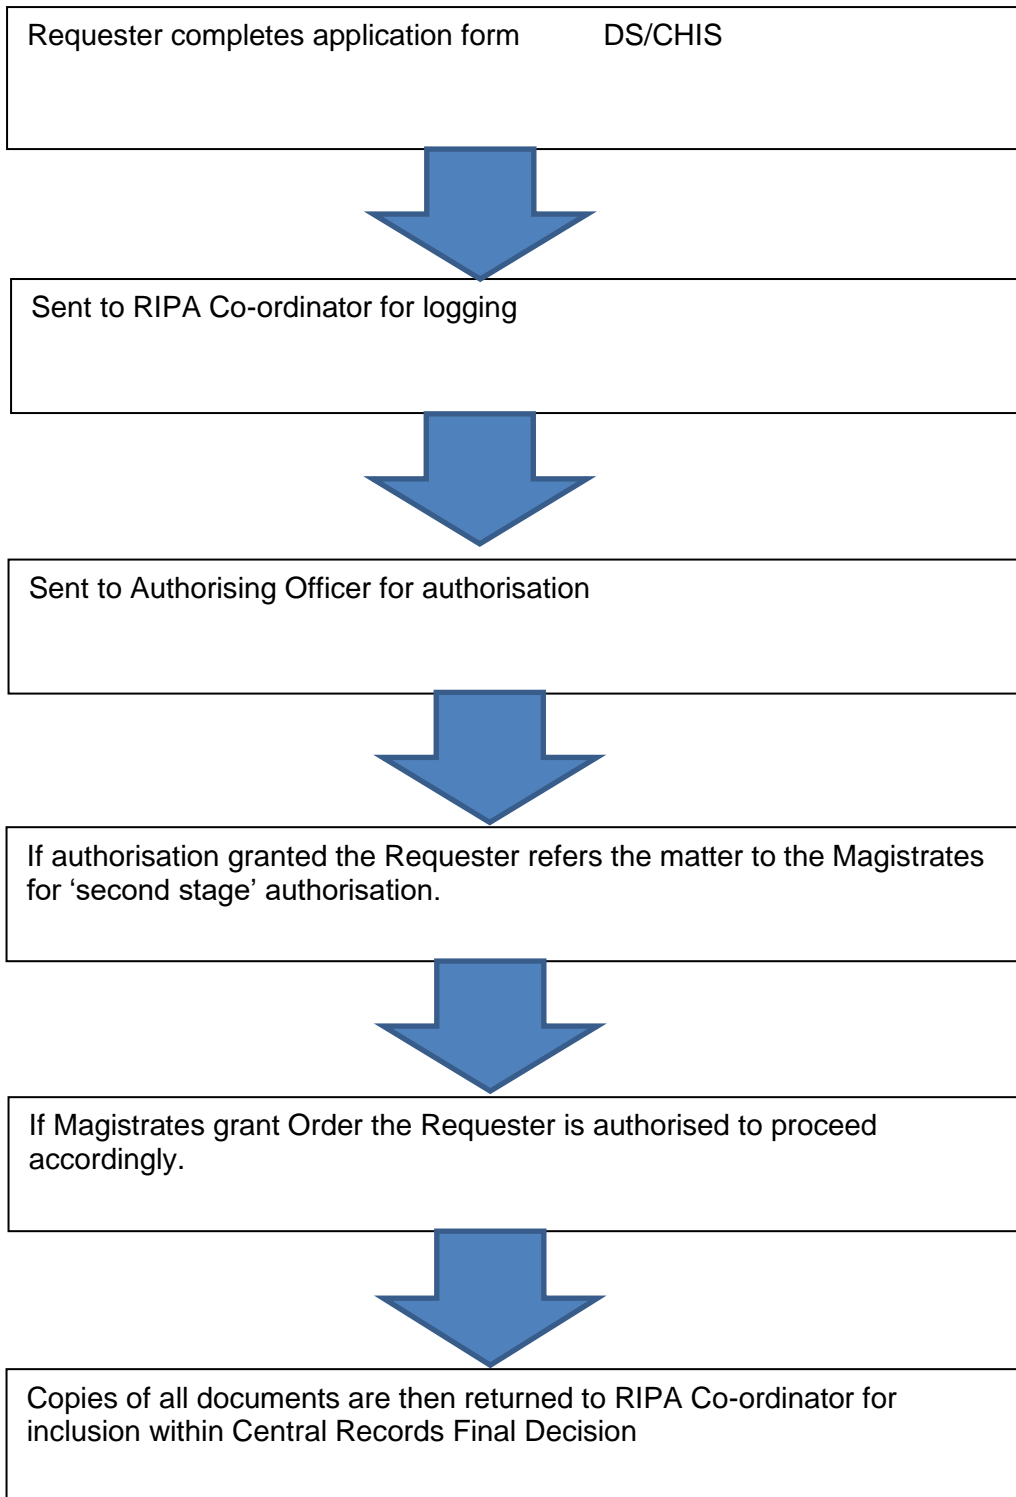 Requester completes application form DS/CHIS
Sent to RIPA Co-ordinator for logging
Sent to Authorising Officer for authorisation
If authorisation granted the Requester refers the matter to the Magistrates
for ‘second stage’ authorisation.
If Magistrates grant Order the Requester is authorised to proceed
accordingly.
Copies of all documents are then returned to RIPA Co-ordinator for
inclusion within Central Records Final Decision